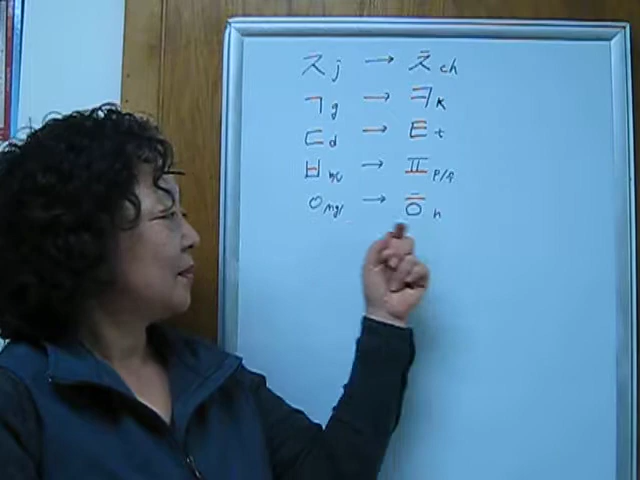 ㅈ j → ㅊ ch
ㄱ g → ㅋ k
ㄷ d → ㅌ t
ㅂ → ㅍ p/
ㅇ ng → ㅎ h